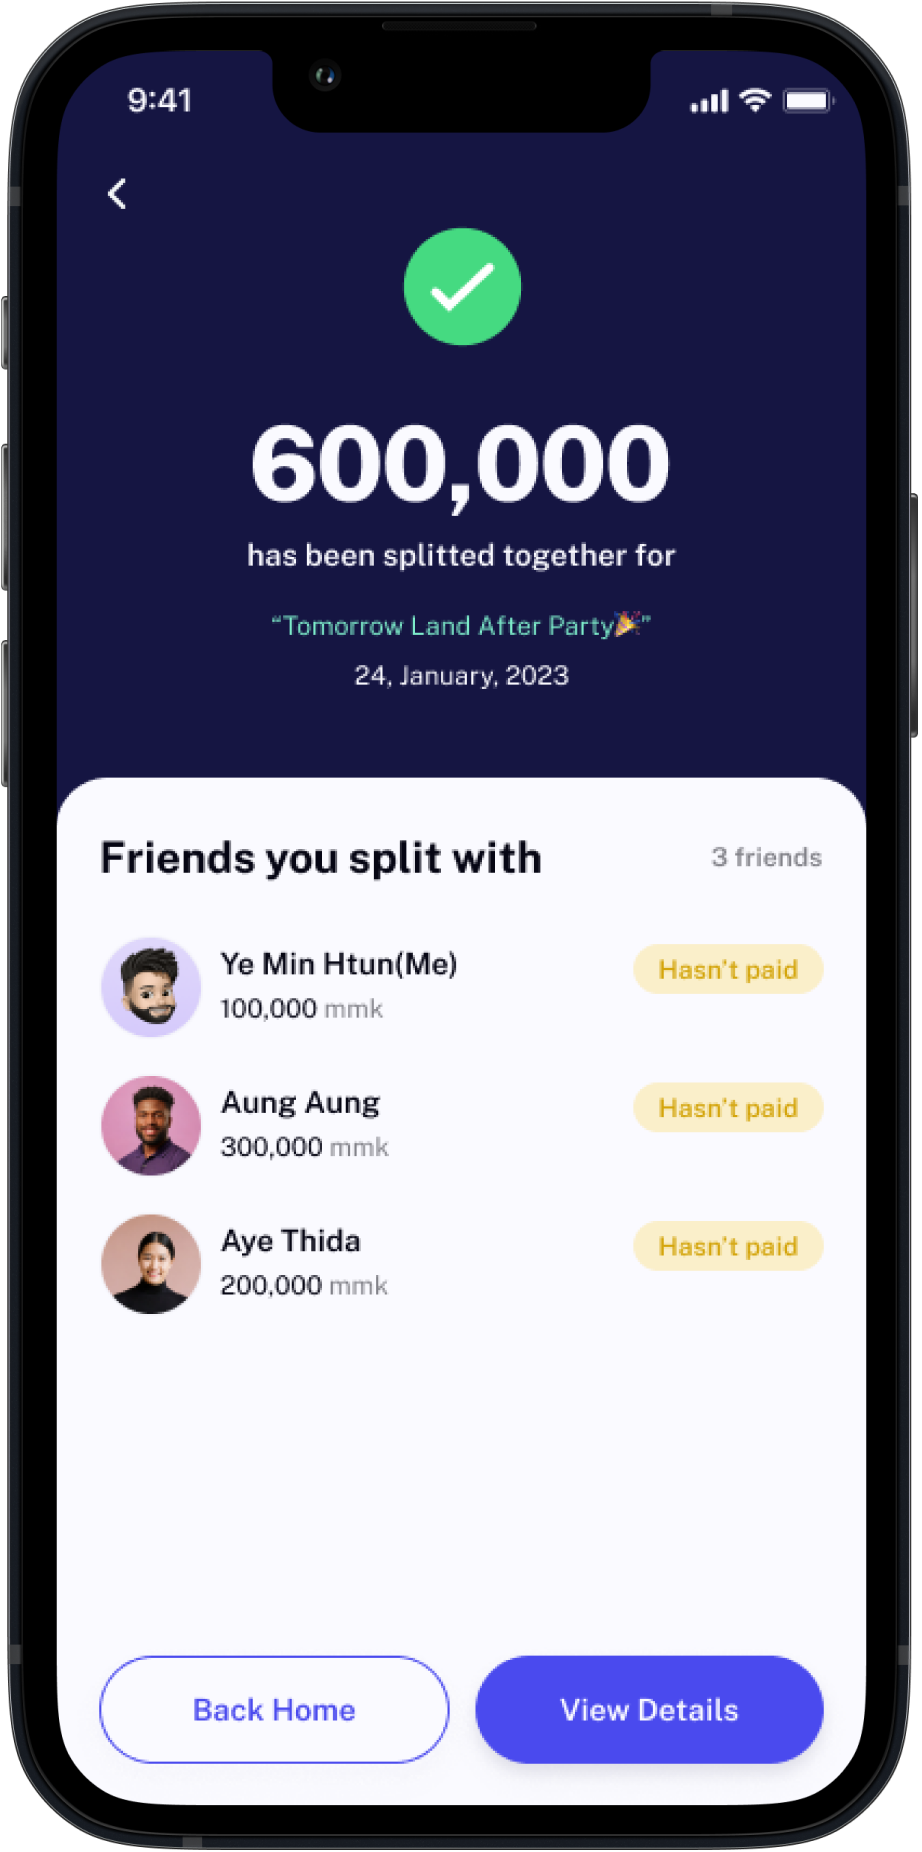 9:41
600,000
has been splitted together for
“Tomorrow Land After Party🎉”
24, January, 2023
Friends you split with
3 friends
Ye Min Htun(Me)
Hasn’t paid
100,000 mmk
Aung Aung
Hasn’t paid
300,000 mmk
Aye Thida
Hasn’t paid
200,000 mmk
Back Home
View Details